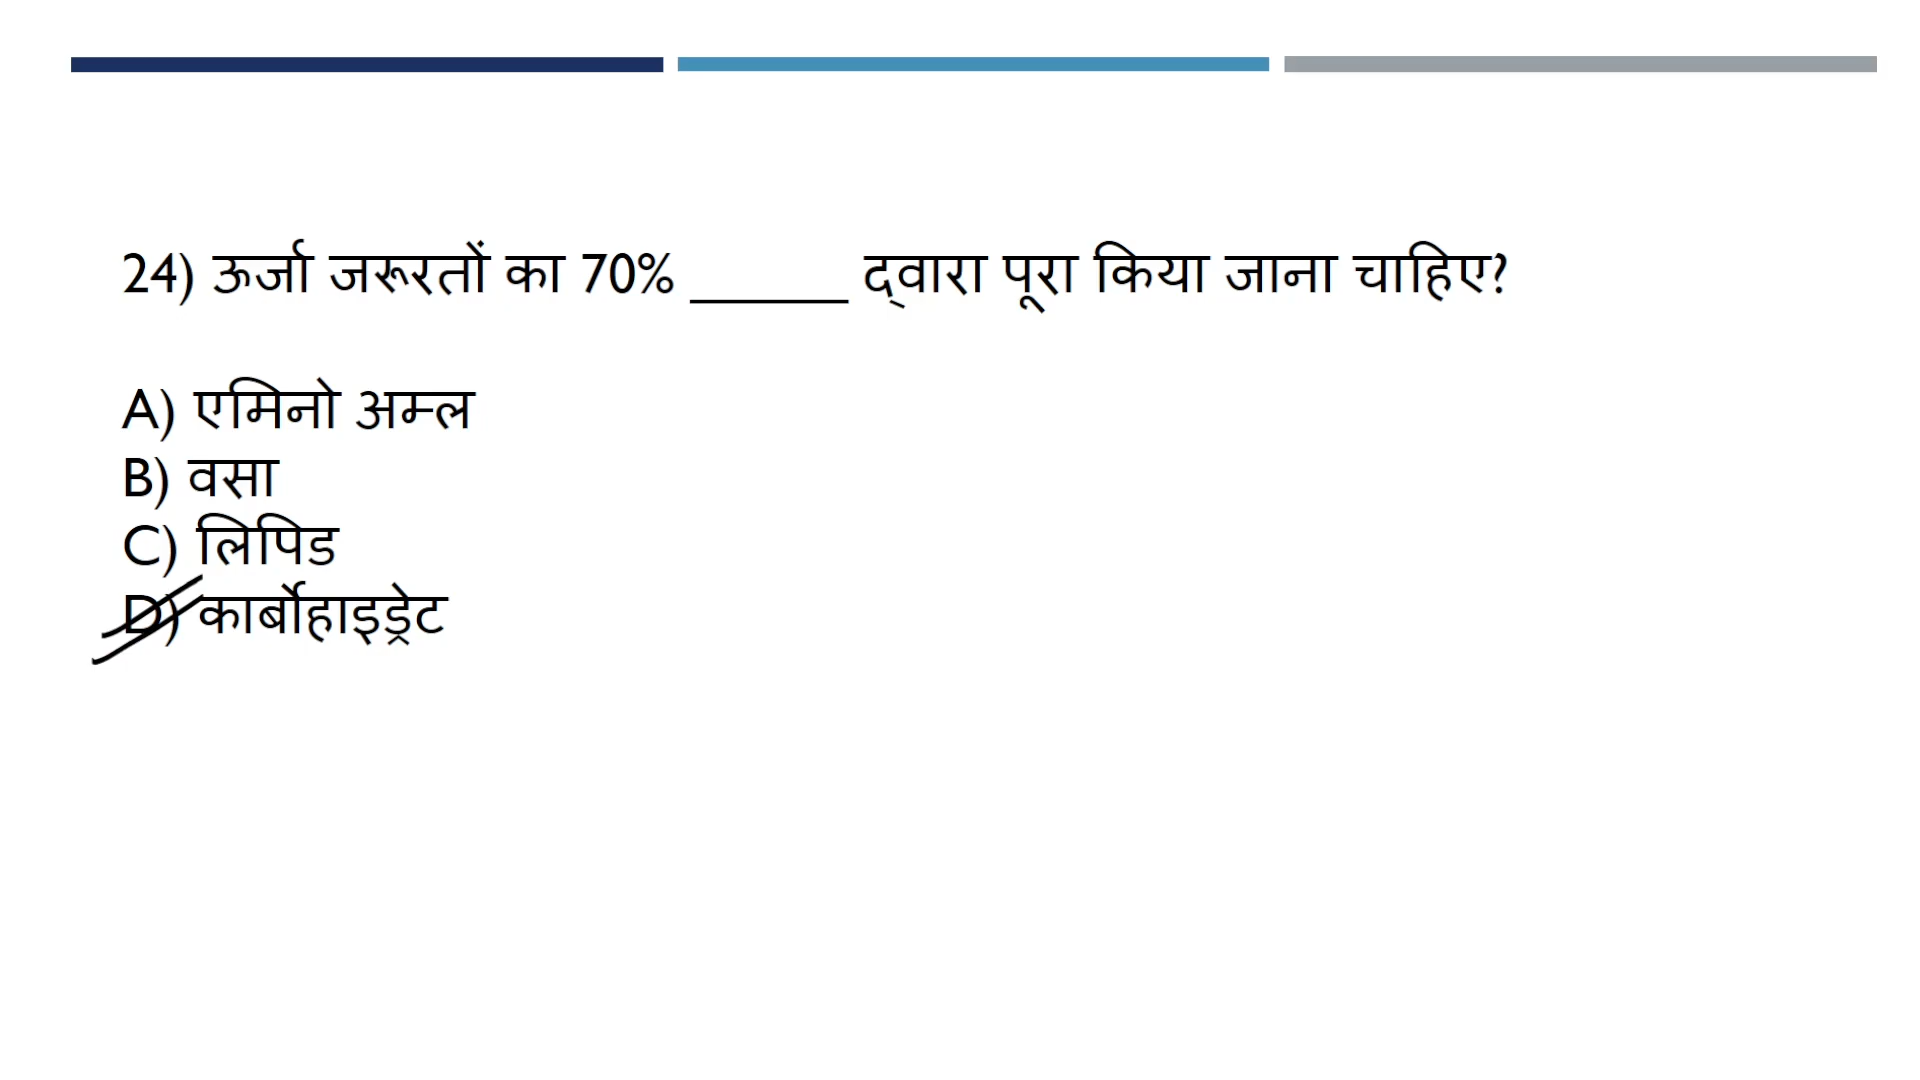 24) ऊर्जा जरूरतों का 70% ______ द्वारा पूरा किया जाना चाहिए?
A) एमिनो अम्ल
B) वसा
C) लिपिड
D) कार्बोहाइड्रेट